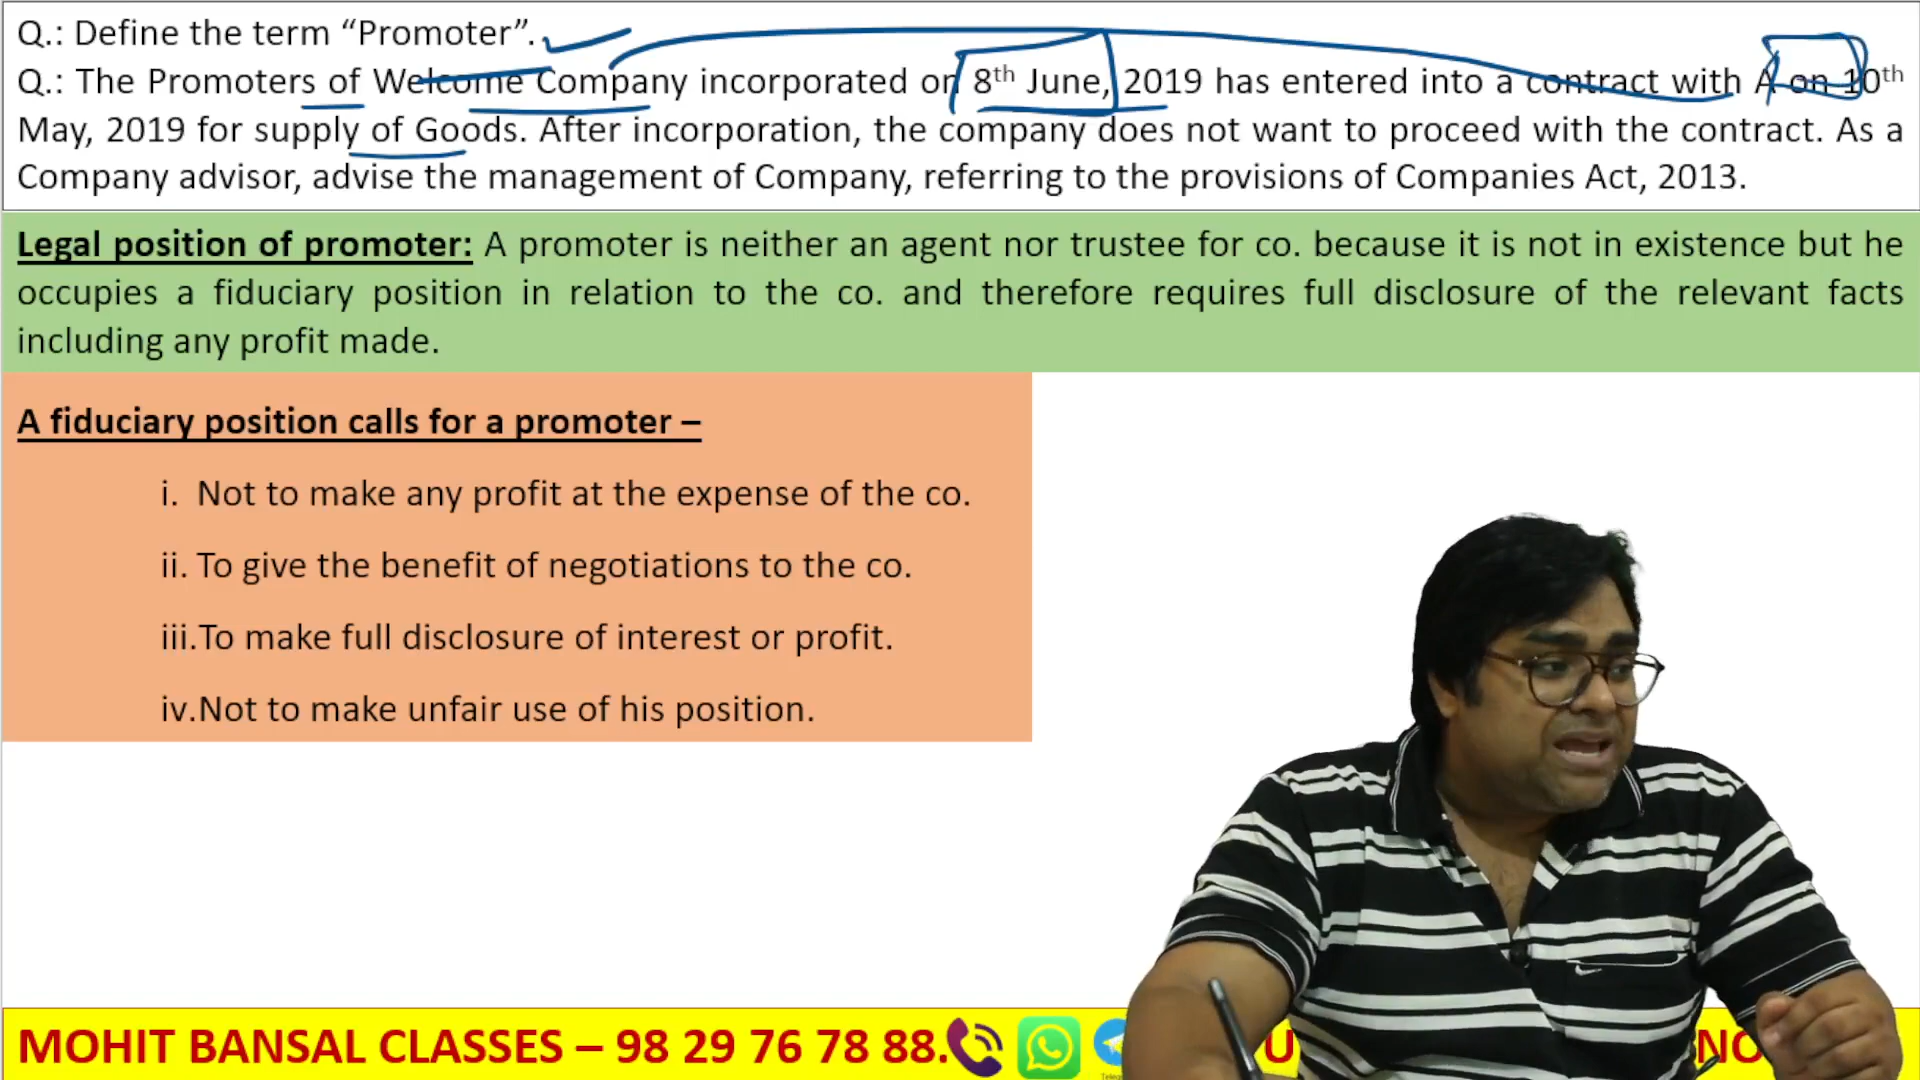 Q.: Define the term “Promoter”.
Q.: The Promoters of Welcome Company incorporated on 8th June, 2019 has entered into a contract with A on 10th
May, 2019 for supply of Goods. After incorporation, the company does not want to proceed with the contract. As a
Company advisor, advise the management of Company, referring to the provisions of Companies Act, 2013.
Legal position of promoter: A promoter is neither an agent nor trustee for co. because it is not in existence but he
occupies a fiduciary position in relation to the co. and therefore requires full disclosure of the relevant facts
including any profit made.
A fiduciary position calls for a promoter –
i. Not to make any profit at the expense of the co.
ii. To give the benefit of negotiations to the co.
iii.To make full disclosure of interest or profit.
iv.Not to make unfair use of his position.
MOHIT BANSAL CLASSES – 98 29 76 78 88.